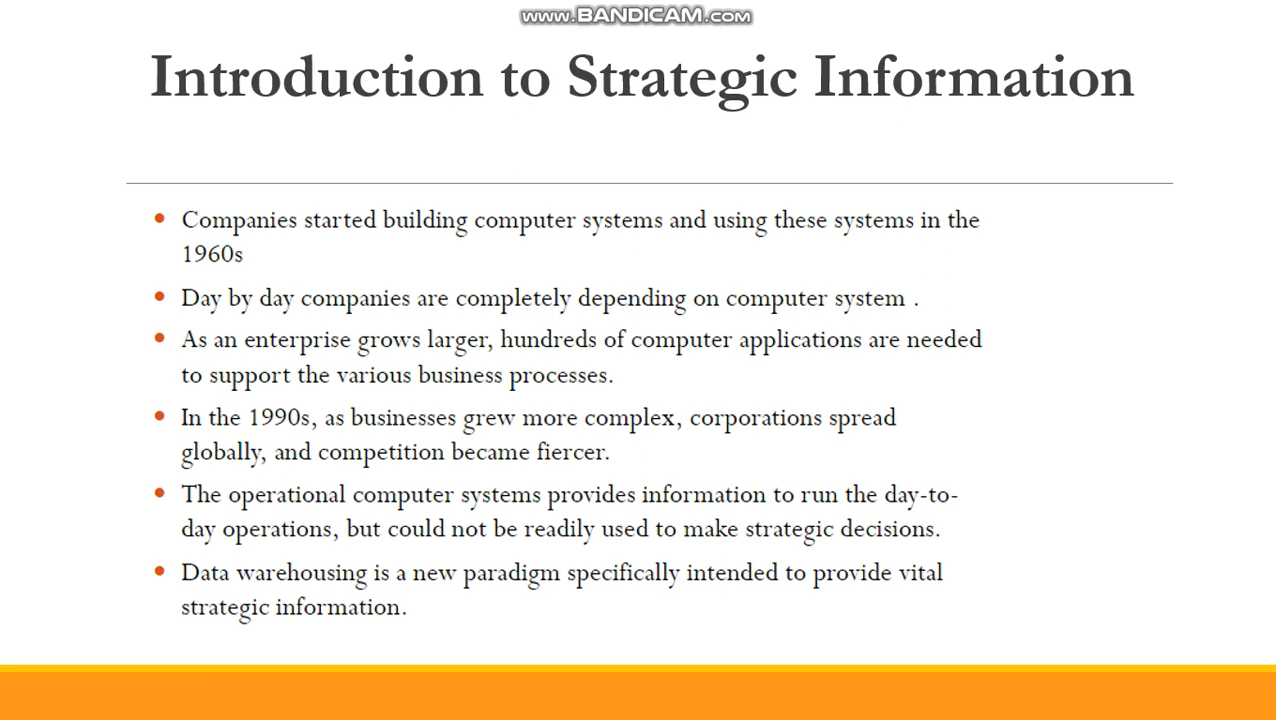 www.BANDICAM.com
Introduction to Strategic Information
• Companies started building computer systems and using these systems in the
1960s
• Day by day companies are completely depending on computer system .
• As an enterprise grows larger, hundreds of computer applications are needed
to support the various business processes.
• In the 1990s, as businesses grew more complex, corporations spread
globally, and competition became fiercer.
• The operational computer systems provides information to run the day-to-
day operations, but could not be readily used to make strategic decisions.
• Data warehousing is a new paradigm specifically intended to provide vital
strategic information.